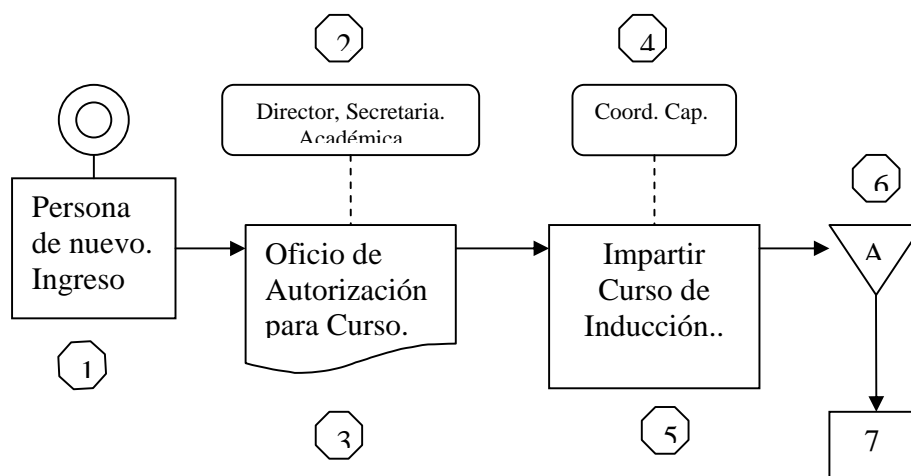 2
4
Director, Secretaria.
Académica
Coord. Cap.
6
Persona
de nuevo.
Ingreso
Oficio de
Autorización
para Curso.
Impartir
Curso de
Inducción..
A
1
3
5
7